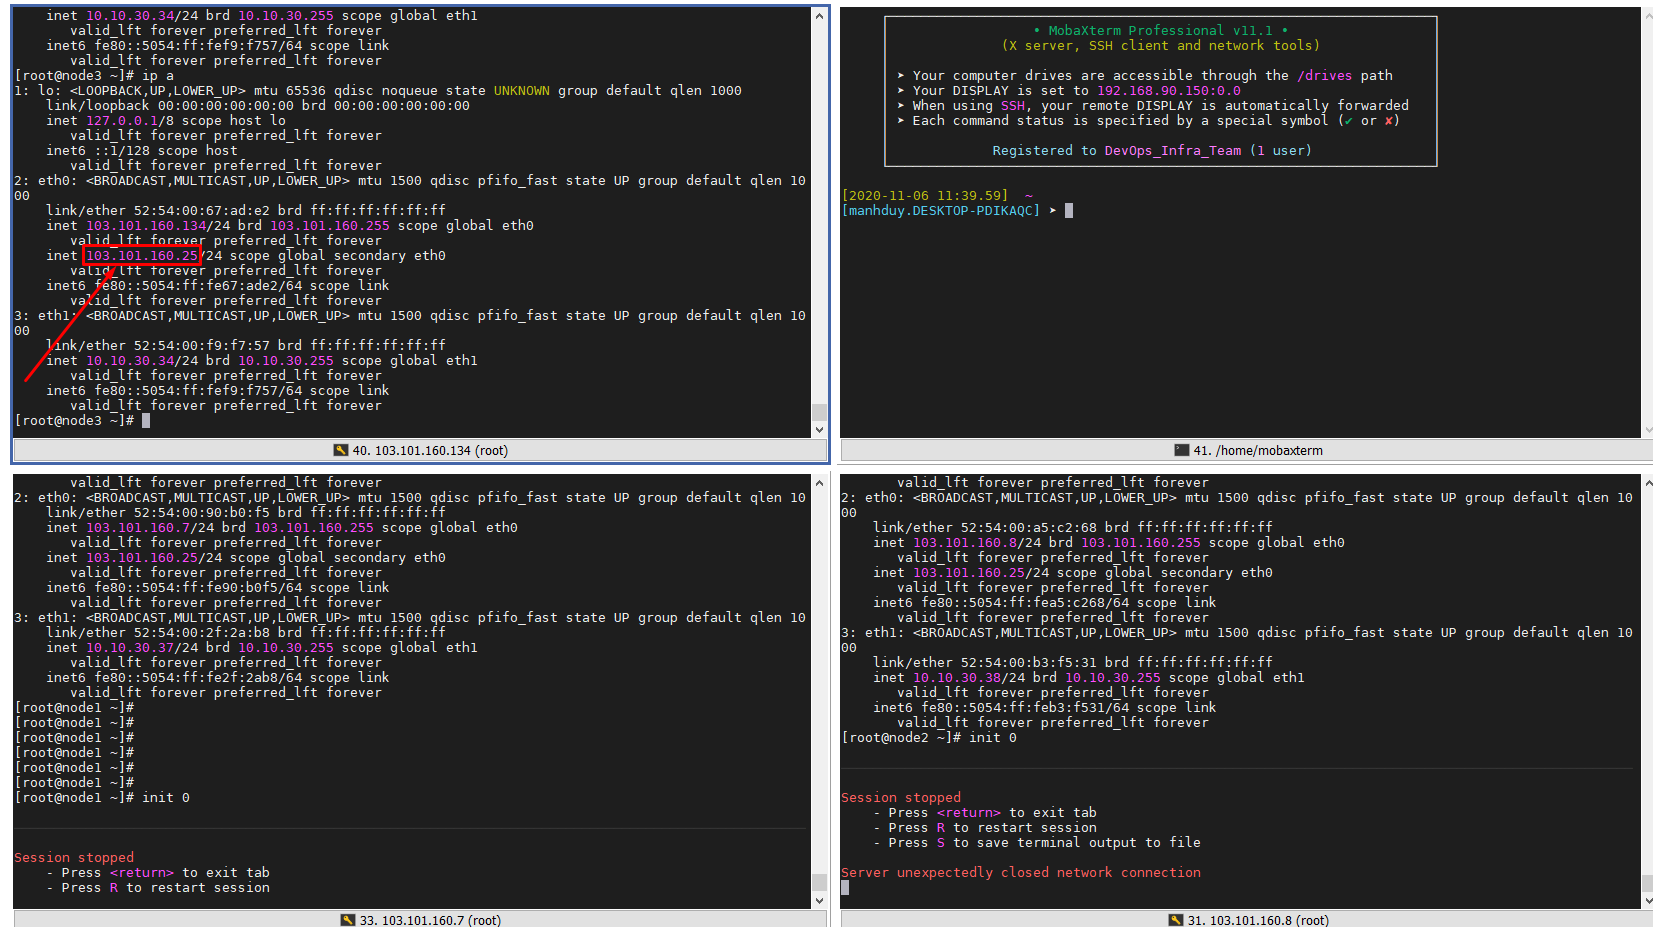 inet 10.10.30.34/24 brd 10.10.30.255 scope global eth1
       valid_lft forever preferred_lft forever
    inet6 fe80::5054:ff:fef9:f757/64 scope link
       valid_lft forever preferred_lft forever
[root@node3 ~]# ip a
1: lo: <LOOPBACK,UP,LOWER_UP> mtu 65536 qdisc noqueue state UNKNOWN group default qlen 1000
    link/loopback 00:00:00:00:00:00 brd 00:00:00:00:00:00
    inet 127.0.0.1/8 scope host lo
       valid_lft forever preferred_lft forever
    inet6 ::1/128 scope host
       valid_lft forever preferred_lft forever
2: eth0: <BROADCAST,MULTICAST,UP,LOWER_UP> mtu 1500 qdisc pfifo_fast state UP group default qlen 10
00
    link/ether 52:54:00:67:ad:e2 brd ff:ff:ff:ff:ff:ff
    inet 103.101.160.134/24 brd 103.101.160.255 scope global eth0
       valid_lft forever preferred_lft forever
    inet 103.101.160.25/24 scope global secondary eth0
       valid_lft forever preferred_lft forever
    inet6 fe80::5054:ff:fe67:ade2/64 scope link
       valid_lft forever preferred_lft forever
3: eth1: <BROADCAST,MULTICAST,UP,LOWER_UP> mtu 1500 qdisc pfifo_fast state UP group default qlen 10
00
    link/ether 52:54:00:f9:f7:57 brd ff:ff:ff:ff:ff:ff
    inet 10.10.30.34/24 brd 10.10.30.255 scope global eth1
       valid_lft forever preferred_lft forever
    inet6 fe80::5054:ff:fef9:f757/64 scope link
       valid_lft forever preferred_lft forever
[root@node3 ~]#
40. 103.101.160.134 (root)
• MobaXterm Professional v11.1 •
(X server, SSH client and network tools)
➤ Your computer drives are accessible through the /drives path
➤ Your DISPLAY is set to 192.168.90.150:0.0
➤ When using SSH, your remote DISPLAY is automatically forwarded
➤ Each command status is specified by a special symbol (✔ or ✘)
Registered to DevOps_Infra_Team (1 user)
[2020-11-06 11:39.59]  ~
[manhduy.DESKTOP-PDIKAQC] ➤
41. /home/mobaxterm
       valid_lft forever preferred_lft forever
2: eth0: <BROADCAST,MULTICAST,UP,LOWER_UP> mtu 1500 qdisc pfifo_fast state UP group default qlen 10
    link/ether 52:54:00:90:b0:f5 brd ff:ff:ff:ff:ff:ff
    inet 103.101.160.7/24 brd 103.101.160.255 scope global eth0
       valid_lft forever preferred_lft forever
    inet 103.101.160.25/24 scope global secondary eth0
       valid_lft forever preferred_lft forever
    inet6 fe80::5054:ff:fe90:b0f5/64 scope link
       valid_lft forever preferred_lft forever
3: eth1: <BROADCAST,MULTICAST,UP,LOWER_UP> mtu 1500 qdisc pfifo_fast state UP group default qlen 10
    link/ether 52:54:00:2f:2a:b8 brd ff:ff:ff:ff:ff:ff
    inet 10.10.30.37/24 brd 10.10.30.255 scope global eth1
       valid_lft forever preferred_lft forever
    inet6 fe80::5054:ff:fe2f:2ab8/64 scope link
       valid_lft forever preferred_lft forever
[root@node1 ~]#
[root@node1 ~]#
[root@node1 ~]#
[root@node1 ~]#
[root@node1 ~]#
[root@node1 ~]#
[root@node1 ~]# init 0
Session stopped
    - Press <return> to exit tab
    - Press R to restart session
33. 103.101.160.7 (root)
       valid_lft forever preferred_lft forever
2: eth0: <BROADCAST,MULTICAST,UP,LOWER_UP> mtu 1500 qdisc pfifo_fast state UP group default qlen 10
00
    link/ether 52:54:00:a5:c2:68 brd ff:ff:ff:ff:ff:ff
    inet 103.101.160.8/24 brd 103.101.160.255 scope global eth0
       valid_lft forever preferred_lft forever
    inet 103.101.160.25/24 scope global secondary eth0
       valid_lft forever preferred_lft forever
    inet6 fe80::5054:ff:fea5:c268/64 scope link
       valid_lft forever preferred_lft forever
3: eth1: <BROADCAST,MULTICAST,UP,LOWER_UP> mtu 1500 qdisc pfifo_fast state UP group default qlen 10
00
    link/ether 52:54:00:b3:f5:31 brd ff:ff:ff:ff:ff:ff
    inet 10.10.30.38/24 brd 10.10.30.255 scope global eth1
       valid_lft forever preferred_lft forever
    inet6 fe80::5054:ff:feb3:f531/64 scope link
       valid_lft forever preferred_lft forever
[root@node2 ~]# init 0
Session stopped
    - Press <return> to exit tab
    - Press R to restart session
    - Press S to save terminal output to file
Server unexpectedly closed network connection
31. 103.101.160.8 (root)